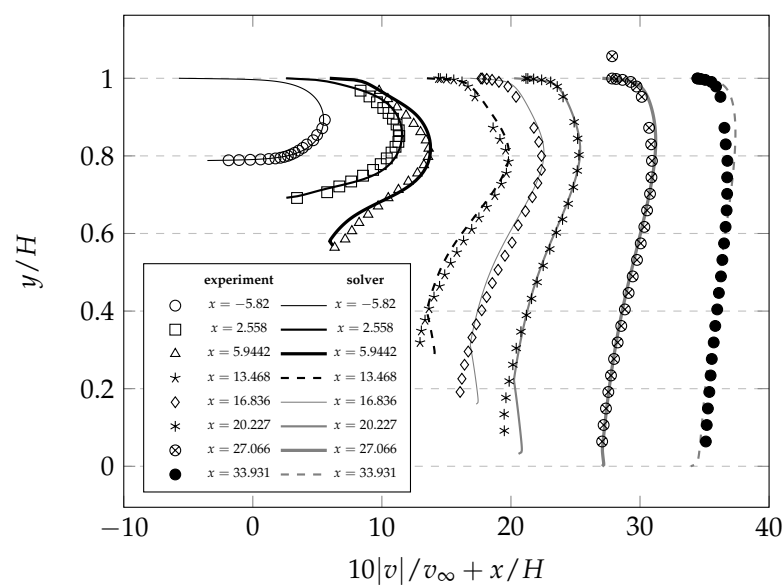 1
0.8
0.6
0.4
0.2
0
y/H
experiment solver
x = −5.82 x = −5.82
x = 2.558 x = 2.558
x = 5.9442 x = 5.9442
x = 13.468 x = 13.468
x = 16.836 x = 16.836
x = 20.227 x = 20.227
x = 27.066 x = 27.066
x = 33.931 x = 33.931
−10 0 10 20 30 40
10|v|/v∞ + x/H